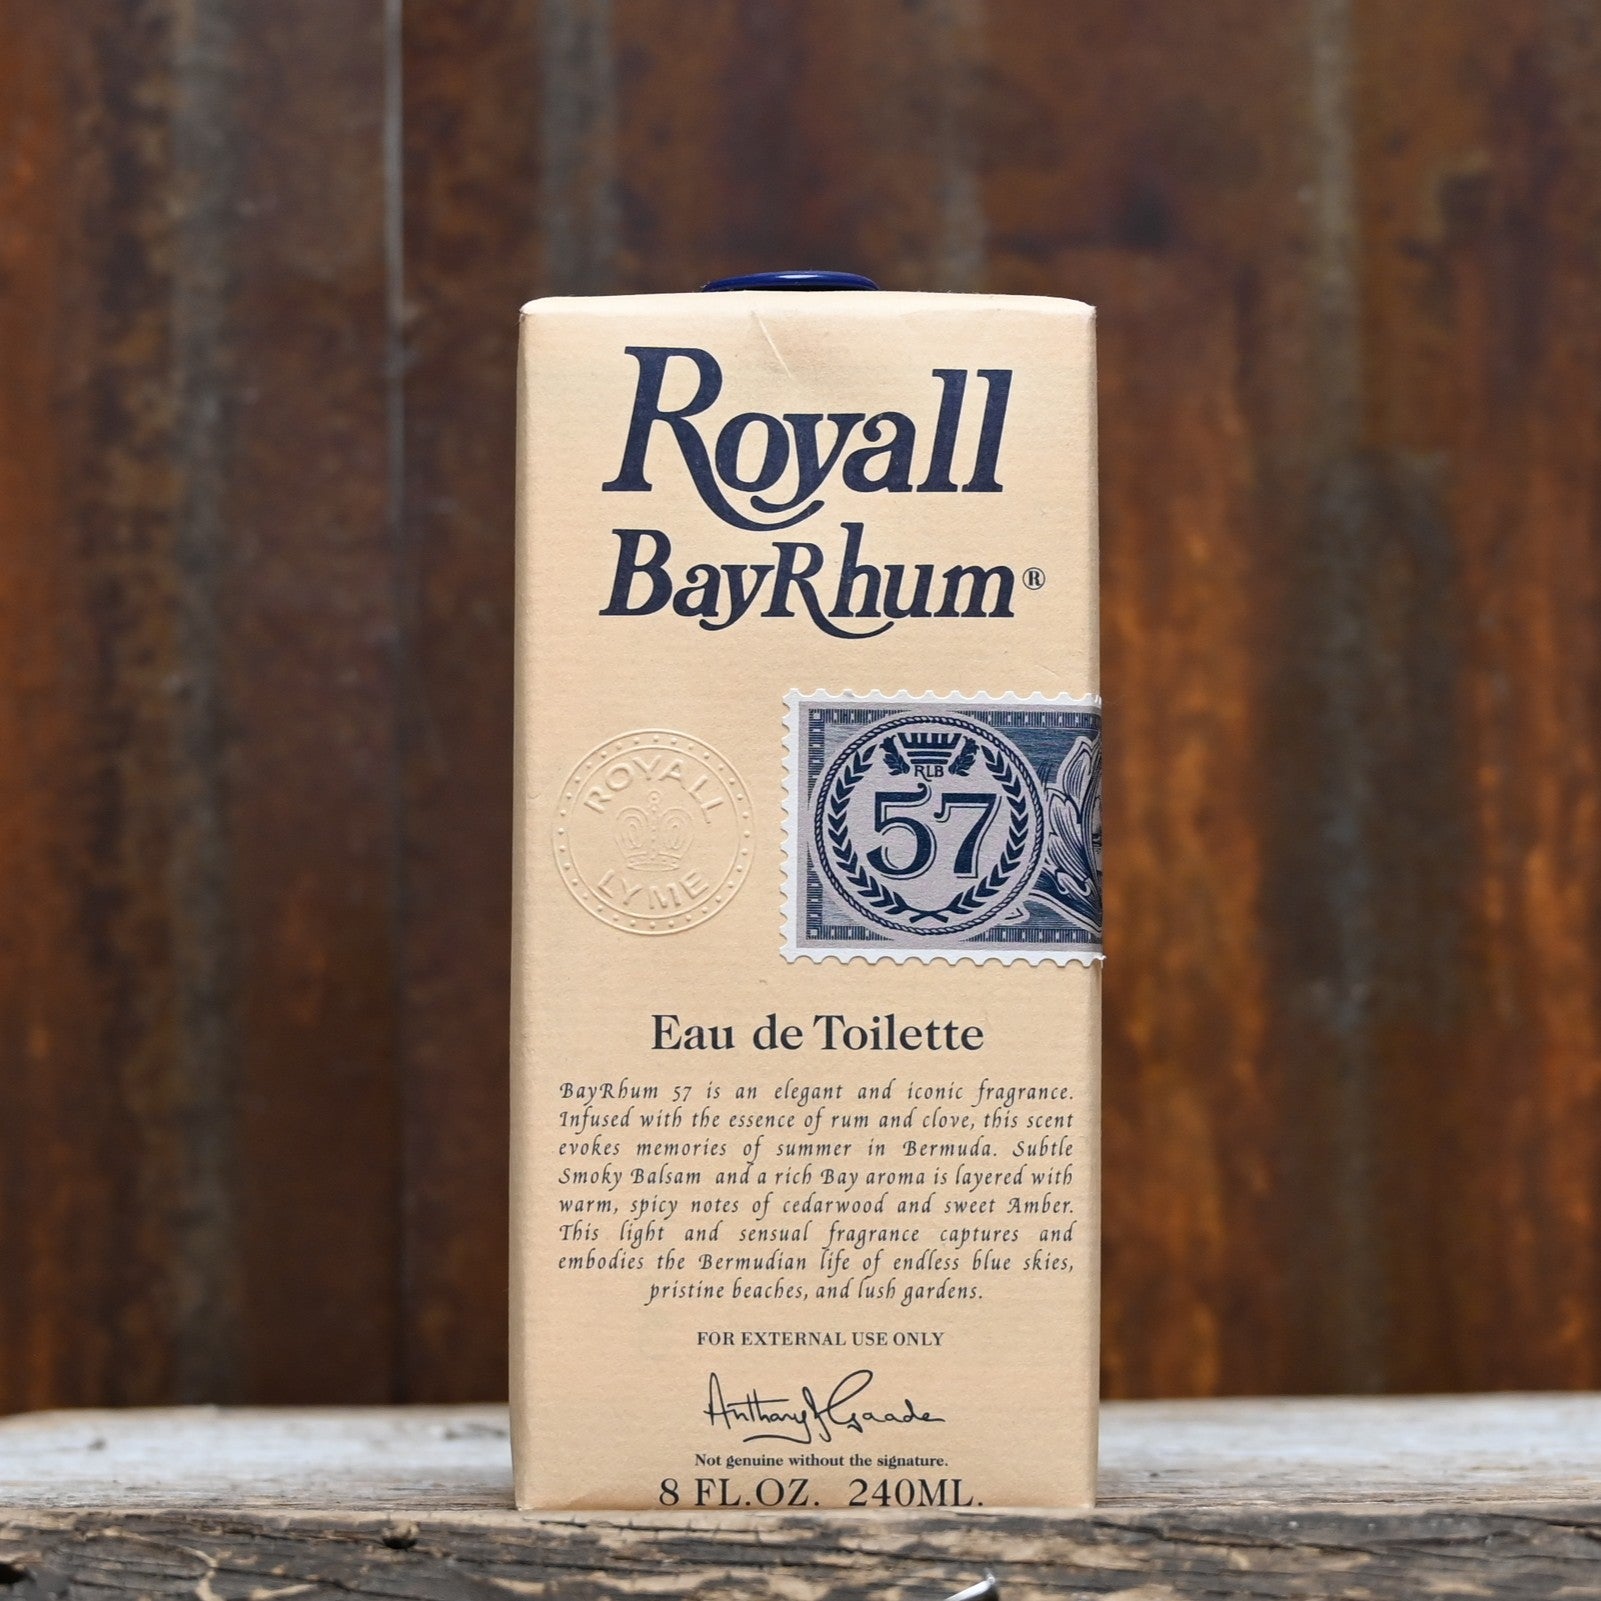 Royall
BayRhum®
ROYALL
LYME
RLB
57
Eau de Toilette
BayRhum 57 is an elegant and iconic fragrance.
Infused with the essence of rum and clove, this scent
evokes memories of summer in Bermuda. Subtle
Smoky Balsam and a rich Bay aroma is layered with
warm, spicy notes of cedarwood and sweet Amber.
This light and sensual fragrance captures and
embodies the Bermudian life of endless blue skies,
pristine beaches, and lush gardens.
FOR EXTERNAL USE ONLY
Anthony J Gaade
Not genuine without the signature.
8 FL.OZ. 240ML.